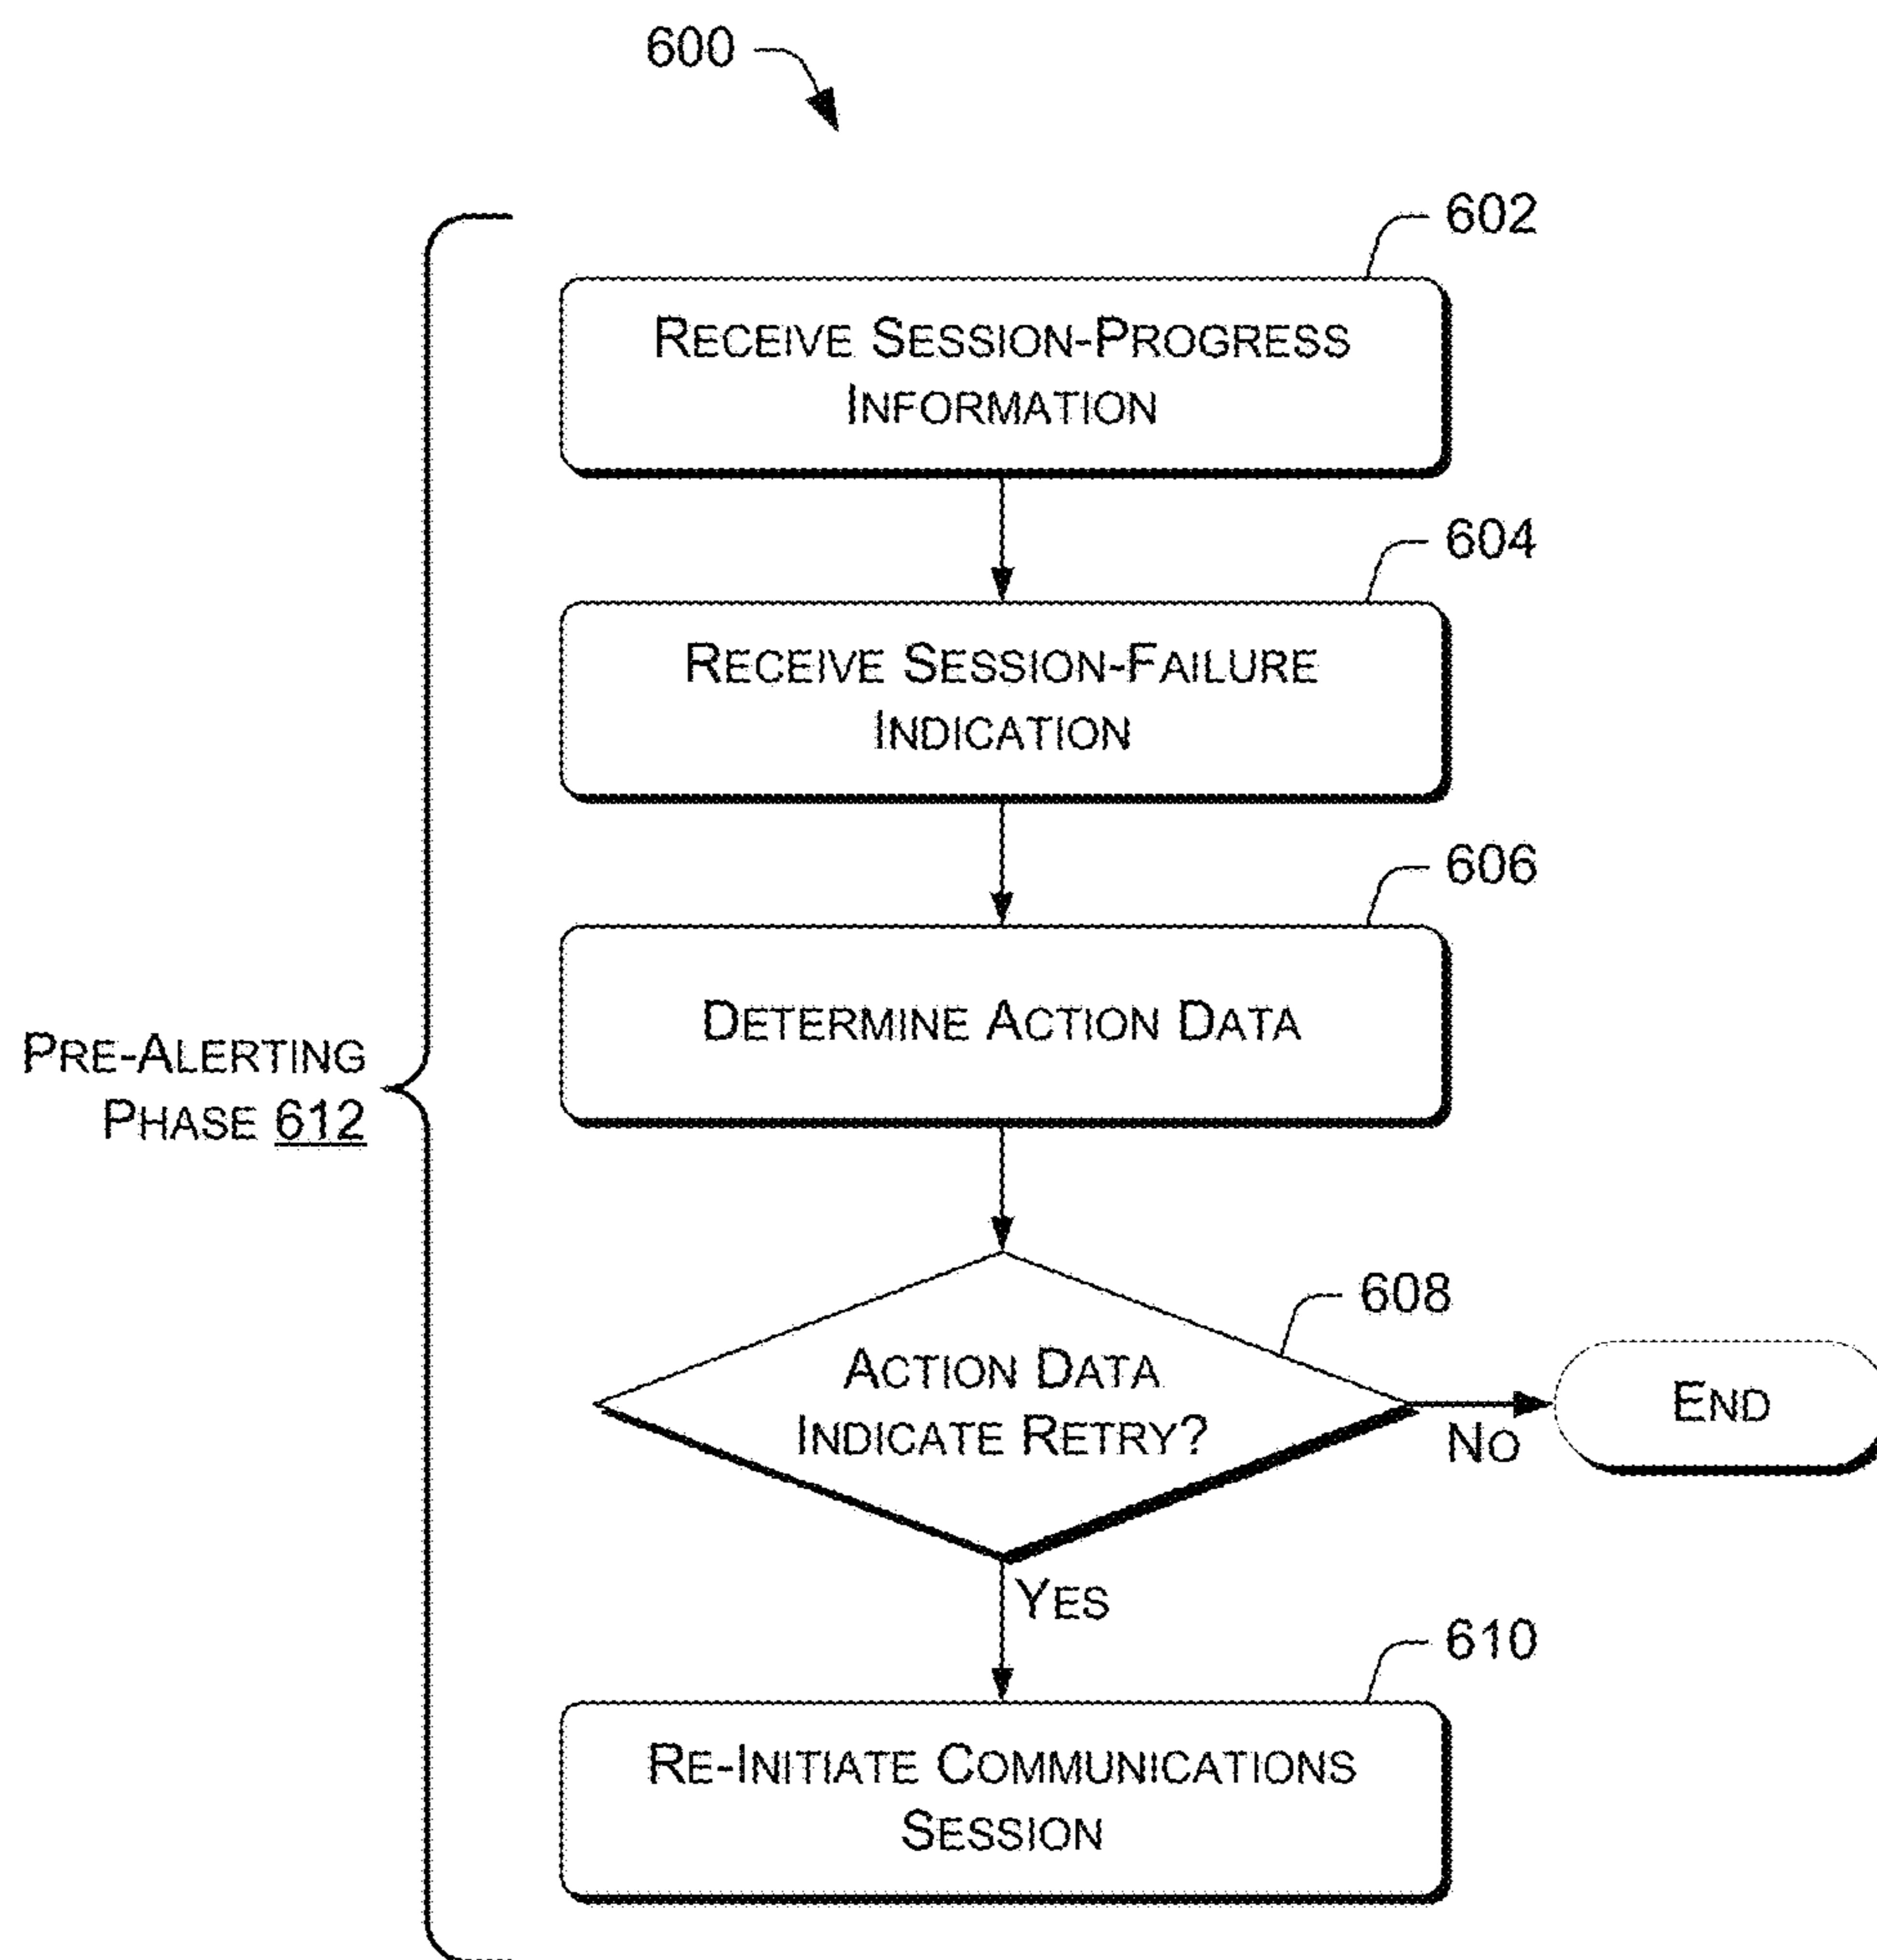 600
602
RECEIVE SESSION-PROGRESS
INFORMATION
604
RECEIVE SESSION-FAILURE
INDICATION
606
DETERMINE ACTION DATA
PRE-ALERTING
PHASE 612
608
ACTION DATA
INDICATE RETRY?
NO
END
YES
610
RE-INITIATE COMMUNICATIONS
SESSION